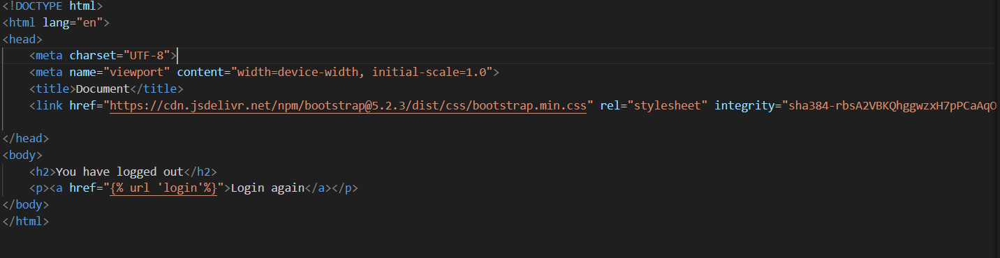 <!DOCTYPE html>
<html lang="en">
<head>
    <meta charset="UTF-8">
    <meta name="viewport" content="width=device-width, initial-scale=1.0">
    <title>Document</title>
    <link href="https://cdn.jsdelivr.net/npm/bootstrap@5.2.3/dist/css/bootstrap.min.css" rel="stylesheet" integrity="sha384-rbsA2VBKQhggwzxH7pPCaAqO
</head>
<body>
    <h2>You have logged out</h2>
    <p><a href="{% url 'login'%}">Login again</a></p>
</body>
</html>